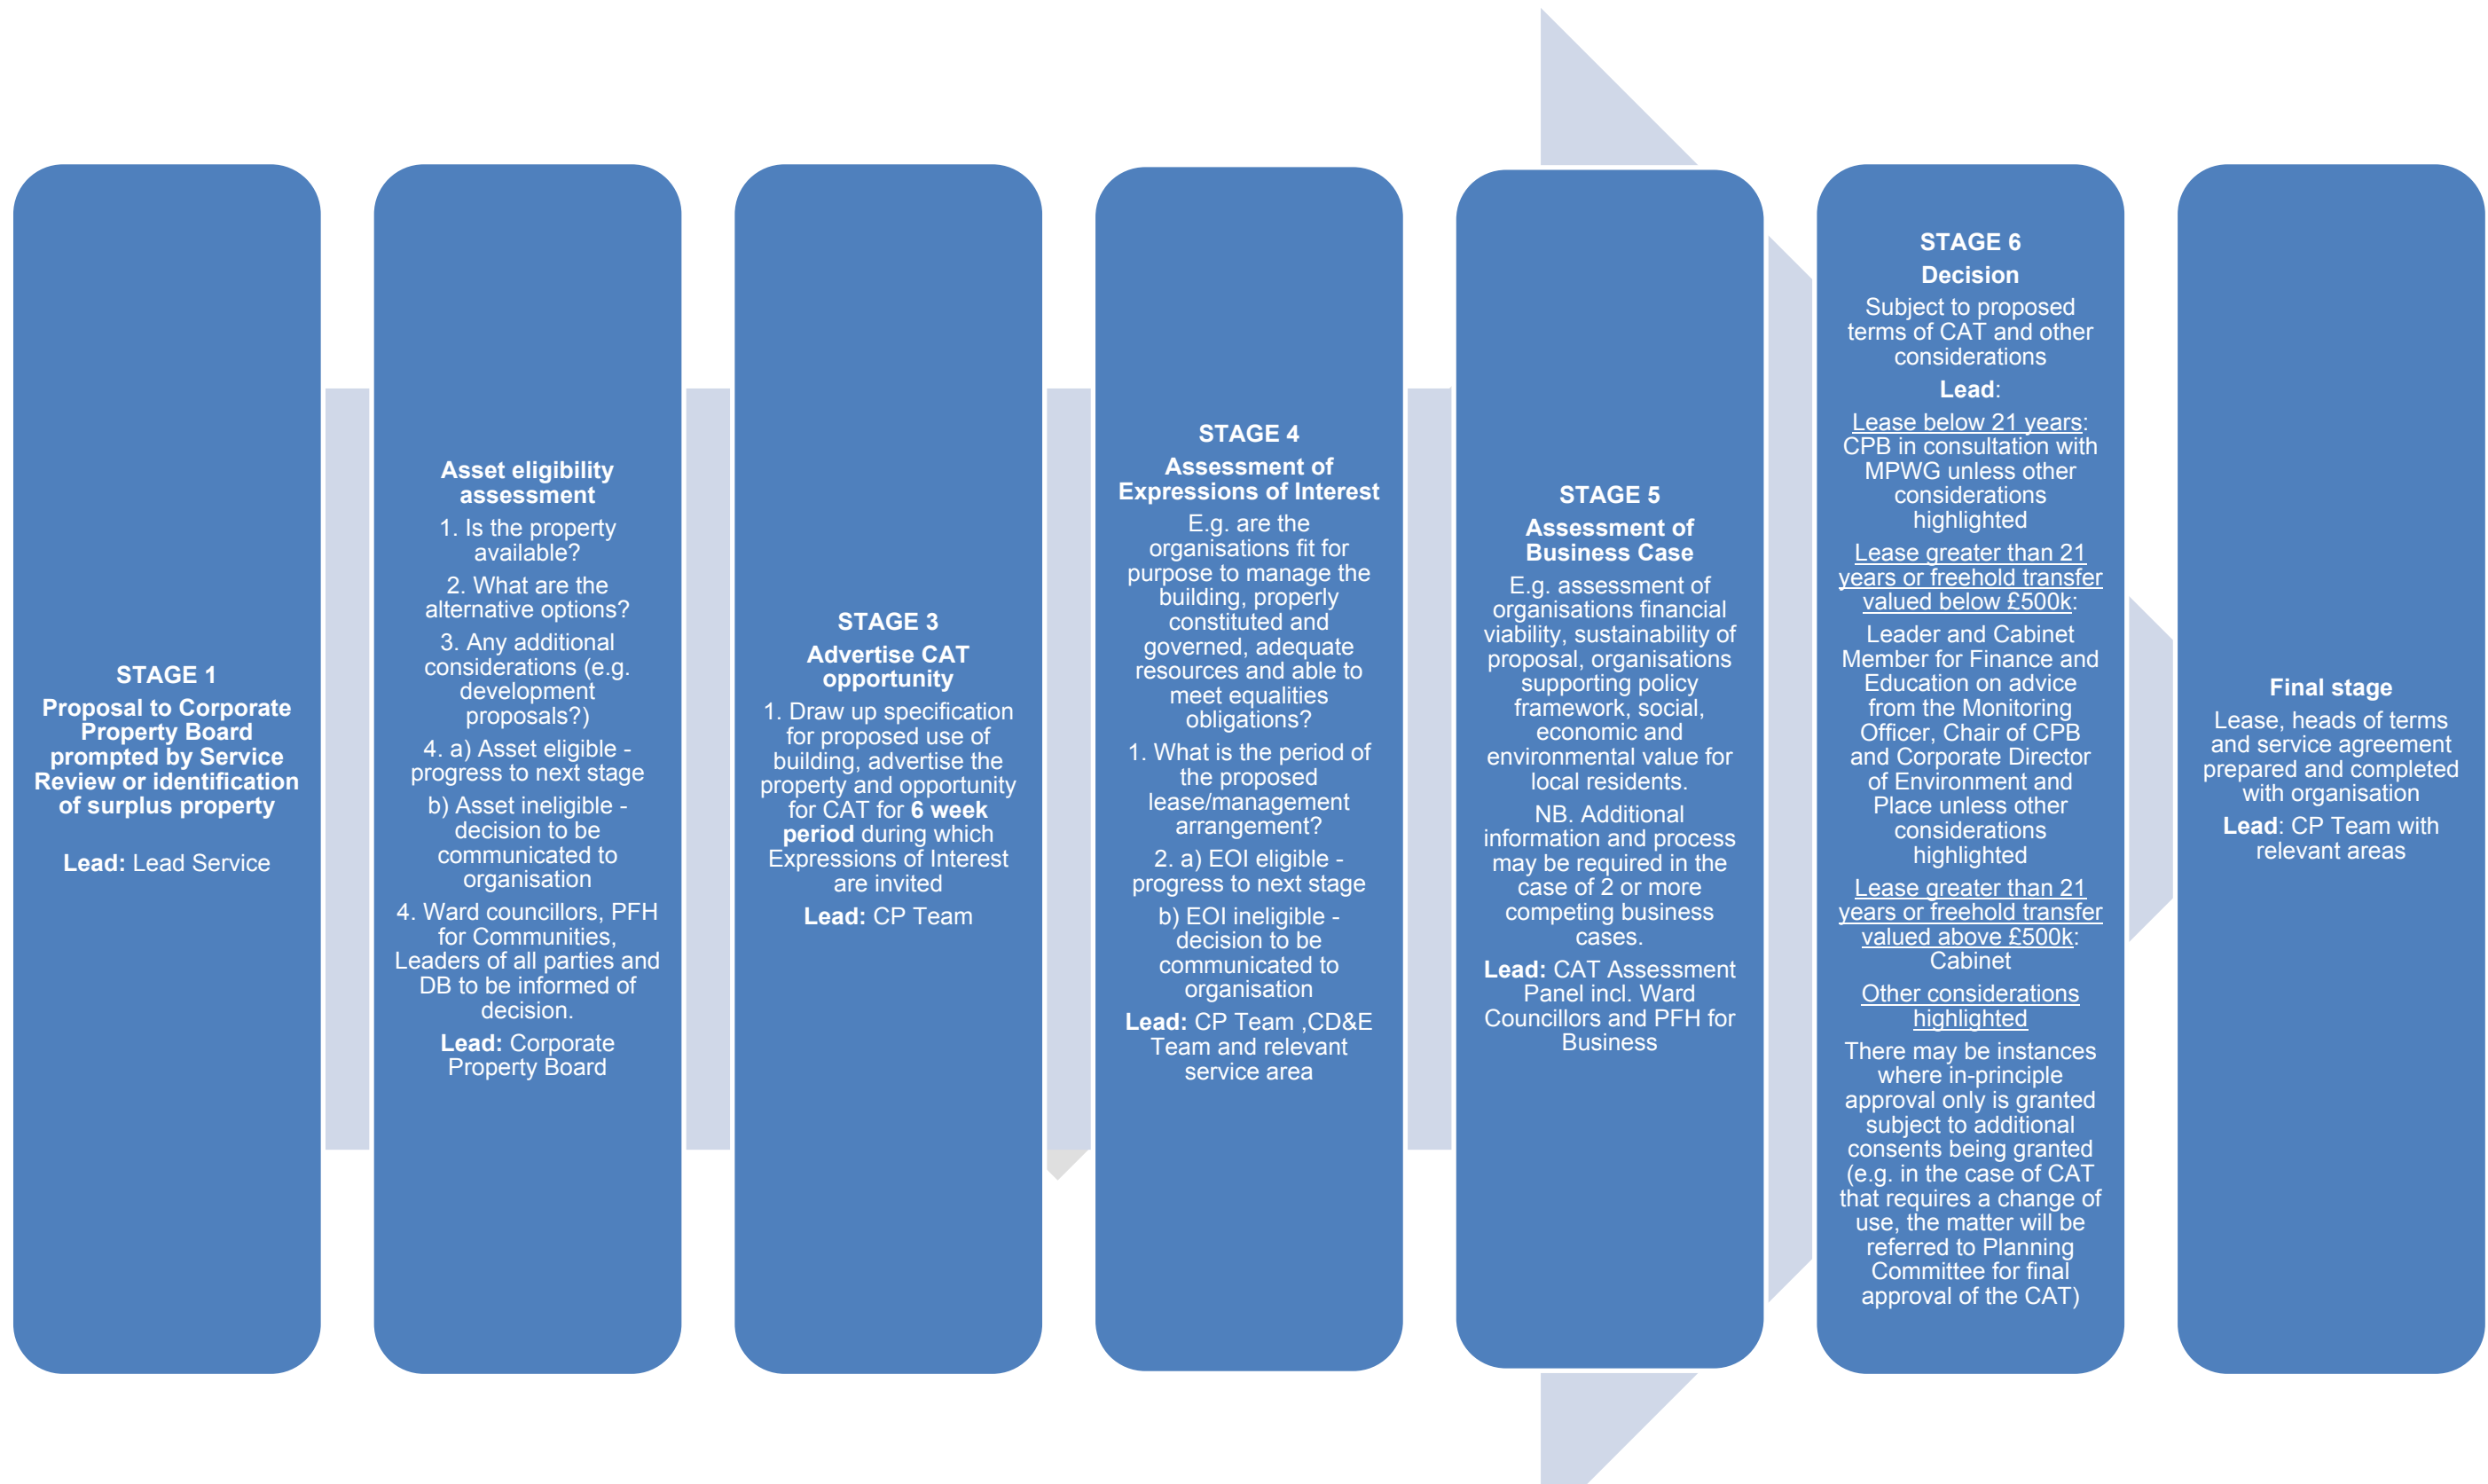 STAGE 1
Proposal to Corporate
Property Board
prompted by Service
Review or identification
of surplus property
Lead: Lead Service
Asset eligibility
assessment
1. Is the property
available?
2. What are the
alternative options?
3. Any additional
considerations (e.g.
development
proposals?)
4. a) Asset eligible -
progress to next stage
b) Asset ineligible -
decision to be
communicated to
organisation
4. Ward councillors, PFH
for Communities,
Leaders of all parties and
DB to be informed of
decision.
Lead: Corporate
Property Board
STAGE 3
Advertise CAT
opportunity
1. Draw up specification
for proposed use of
building, advertise the
property and opportunity
for CAT for 6 week
period during which
Expressions of Interest
are invited
Lead: CP Team
STAGE 4
Assessment of
Expressions of Interest
E.g. are the
organisations fit for
purpose to manage the
building, properly
constituted and
governed, adequate
resources and able to
meet equalities
obligations?
1. What is the period of
the proposed
lease/management
arrangement?
2. a) EOI eligible -
progress to next stage
b) EOI ineligible -
decision to be
communicated to
organisation
Lead: CP Team ,CD&E
Team and relevant
service area
STAGE 5
Assessment of
Business Case
E.g. assessment of
organisations financial
viability, sustainability of
proposal, organisations
supporting policy
framework, social,
economic and
environmental value for
local residents.
NB. Additional
information and process
may be required in the
case of 2 or more
competing business
cases.
Lead: CAT Assessment
Panel incl. Ward
Councillors and PFH for
Business
STAGE 6
Decision
Subject to proposed
terms of CAT and other
considerations
Lead:
Lease below 21 years:
CPB in consultation with
MPWG unless other
considerations
highlighted
Lease greater than 21
years or freehold transfer
valued below £500k:
Leader and Cabinet
Member for Finance and
Education on advice
from the Monitoring
Officer, Chair of CPB
and Corporate Director
of Environment and
Place unless other
considerations
highlighted
Lease greater than 21
years or freehold transfer
valued above £500k:
Cabinet
Other considerations
highlighted
There may be instances
where in-principle
approval only is granted
subject to additional
consents being granted
(e.g. in the case of CAT
that requires a change of
use, the matter will be
referred to Planning
Committee for final
approval of the CAT)
Final stage
Lease, heads of terms
and service agreement
prepared and completed
with organisation
Lead: CP Team with
relevant areas